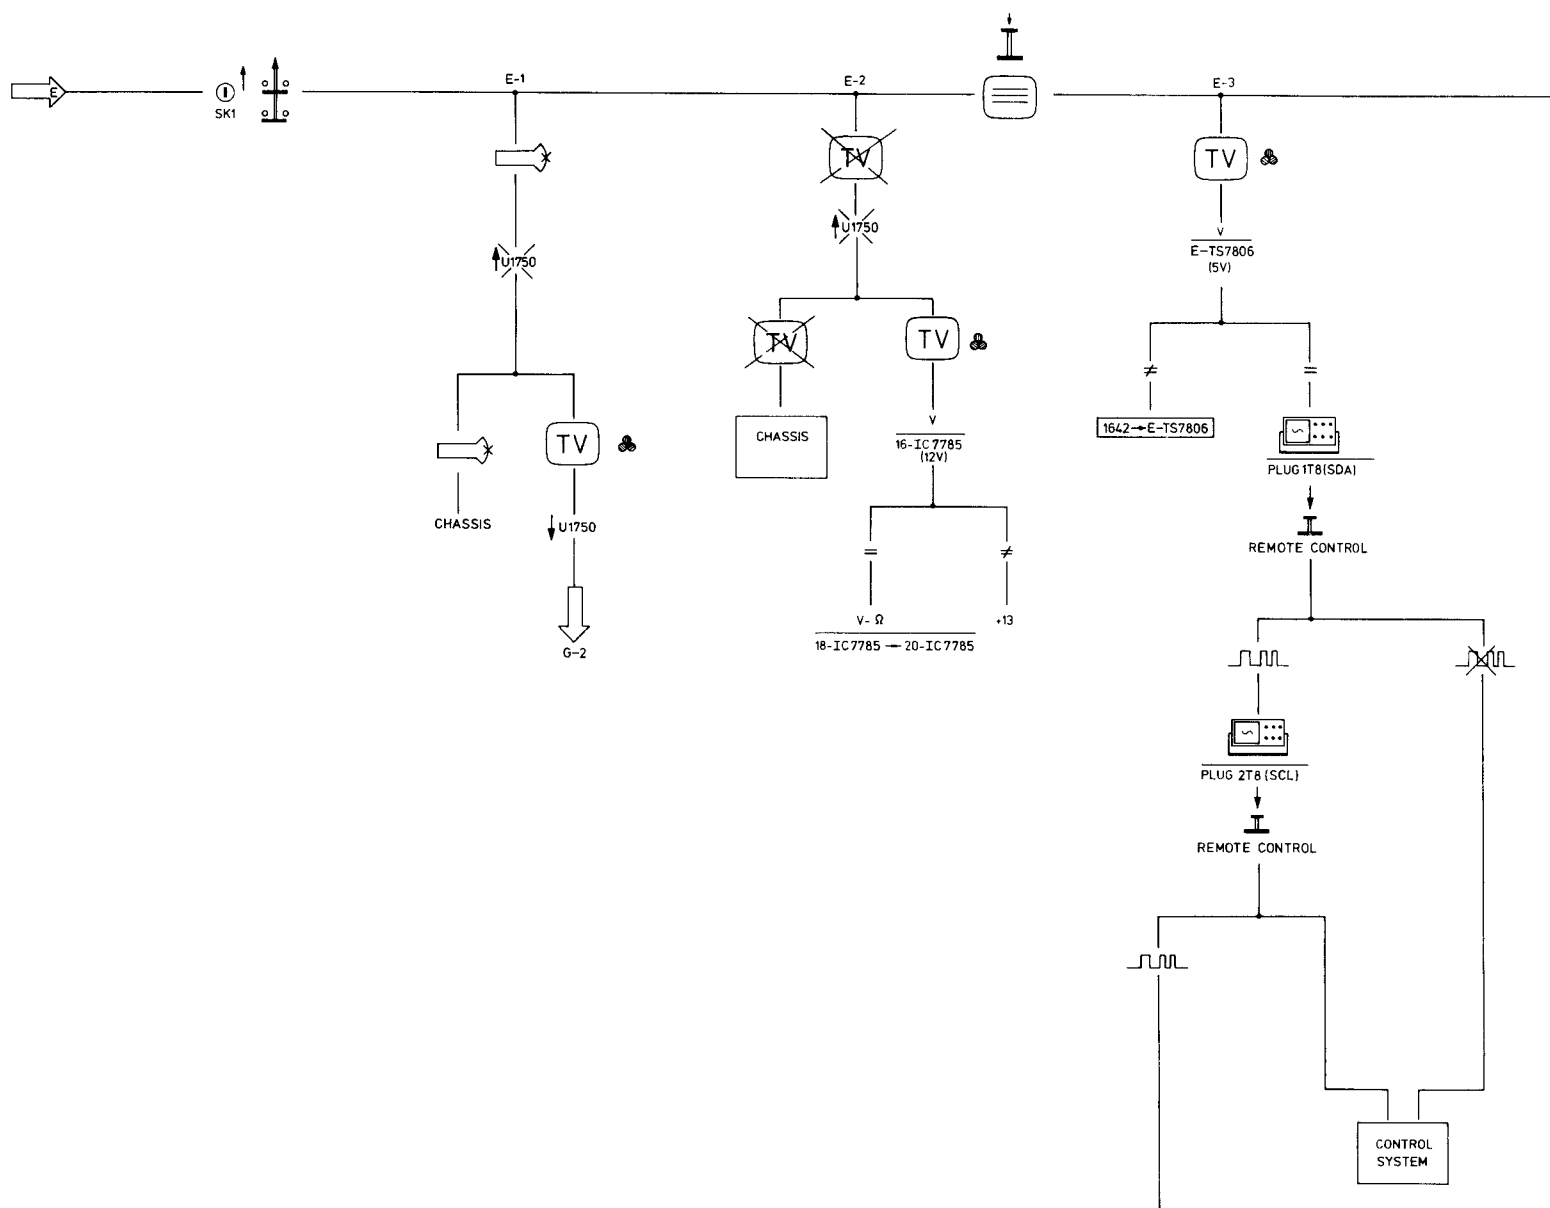 E
SK1
E-1
E-2
E-3
TV
TV
U1750
V
E-TS7806
(5V)
U1750
TV
TV
1642→E-TS7806
CHASSIS
V
16-IC7785
(12V)
TV
PLUG 1T8(SDA)
CHASSIS
U1750
REMOTE CONTROL
V-Ω
+13
18-IC7785 — 20-IC7785
G-2
PLUG 2T8(SCL)
REMOTE CONTROL
CONTROL
SYSTEM